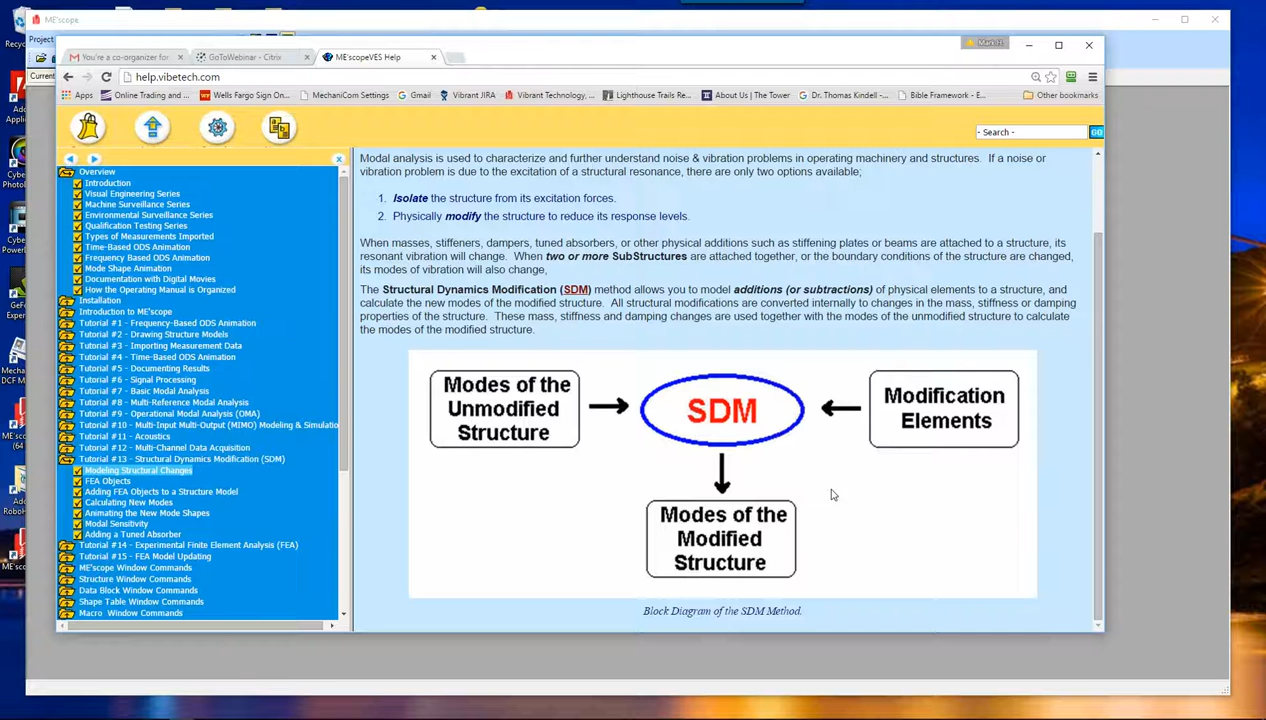 ME'scope
Recyc
Project
Current
You're a co-organizer for
GoToWebinar - Citrix
ME'scopeVES Help
Mark H.
help.vibetech.com
Apps
Online Trading and ...
Wells Fargo Sign On...
MechaniCom Settings
Gmail
Vibrant JIRA
Vibrant Technology, ...
Lighthouse Trails Re...
About Us | The Tower
Dr. Thomas Kindell -...
Bible Framework - E...
Other bookmarks
- Search -
GO
Overview
Introduction
Visual Engineering Series
Machine Surveillance Series
Environmental Surveillance Series
Qualification Testing Series
Types of Measurements Imported
Time-Based ODS Animation
Frequency Based ODS Animation
Mode Shape Animation
Documentation with Digital Movies
How the Operating Manual is Organized
Installation
Introduction to ME'scope
Tutorial #1 - Frequency-Based ODS Animation
Tutorial #2 - Drawing Structure Models
Tutorial #3 - Importing Measurement Data
Tutorial #4 - Time-Based ODS Animation
Tutorial #5 - Documenting Results
Tutorial #6 - Signal Processing
Tutorial #7 - Basic Modal Analysis
Tutorial #8 - Multi-Reference Modal Analysis
Tutorial #9 - Operational Modal Analysis (OMA)
Tutorial #10 - Multi-Input Multi-Output (MIMO) Modeling & Simulatio
Tutorial #11 - Acoustics
Tutorial #12 - Multi-Channel Data Acquisition
Tutorial #13 - Structural Dynamics Modification (SDM)
Modeling Structural Changes
FEA Objects
Adding FEA Objects to a Structure Model
Calculating New Modes
Animating the New Mode Shapes
Modal Sensitivity
Adding a Tuned Absorber
Tutorial #14 - Experimental Finite Element Analysis (FEA)
Tutorial #15 - FEA Model Updating
ME'scope Window Commands
Structure Window Commands
Data Block Window Commands
Shape Table Window Commands
Macro Window Commands
Modal analysis is used to characterize and further understand noise & vibration problems in operating machinery and structures. If a noise or
vibration problem is due to the excitation of a structural resonance, there are only two options available;
1. Isolate the structure from its excitation forces.
2. Physically modify the structure to reduce its response levels.
When masses, stiffeners, dampers, tuned absorbers, or other physical additions such as stiffening plates or beams are attached to a structure, its
resonant vibration will change. When two or more SubStructures are attached together, or the boundary conditions of the structure are changed,
its modes of vibration will also change,
The Structural Dynamics Modification (SDM) method allows you to model additions (or subtractions) of physical elements to a structure, and
calculate the new modes of the modified structure. All structural modifications are converted internally to changes in the mass, stiffness or damping
properties of the structure. These mass, stiffness and damping changes are used together with the modes of the unmodified structure to calculate
the modes of the modified structure.
Modes of the
Unmodified
Structure
SDM
Modification
Elements
Modes of the
Modified
Structure
Block Diagram of the SDM Method.